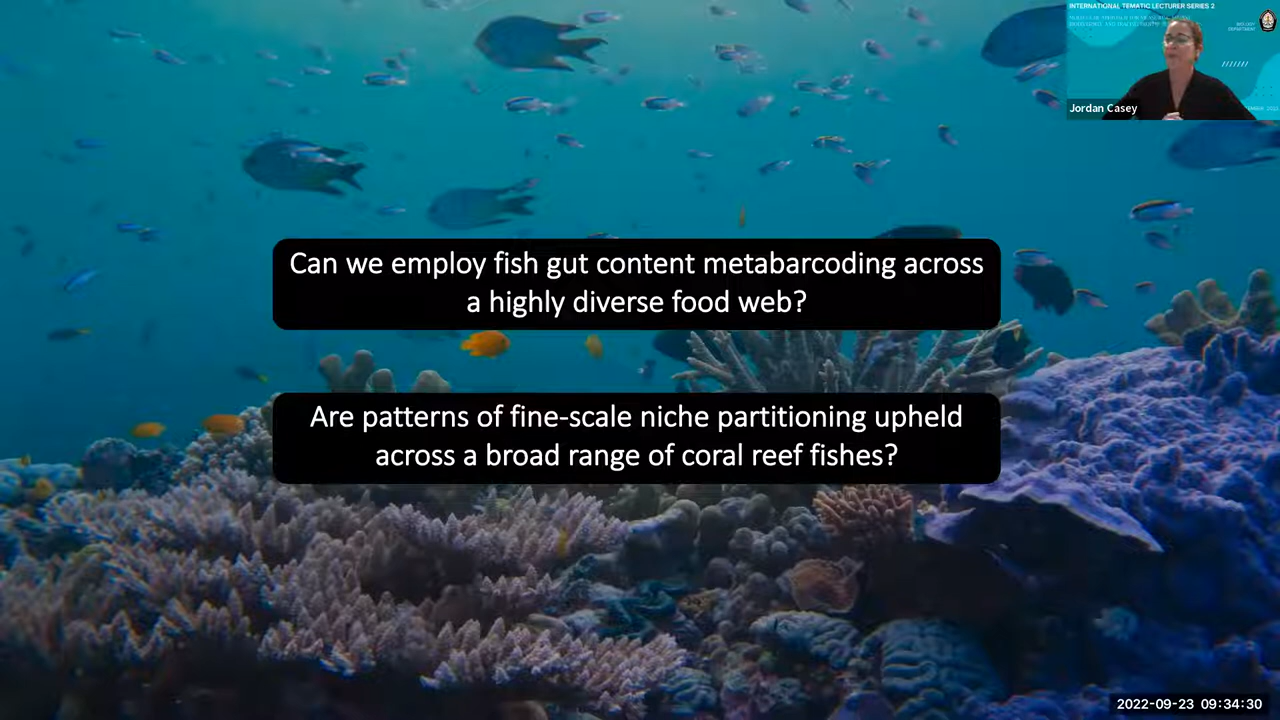 INTERNATIONAL TEMATIC LECTURER SERIES 2
DEPARTMENT
Jordan Casey
Can we employ fish gut content metabarcoding across
a highly diverse food web?
Are patterns of fine-scale niche partitioning upheld
across a broad range of coral reef fishes?
2022-09-23 09:34:30